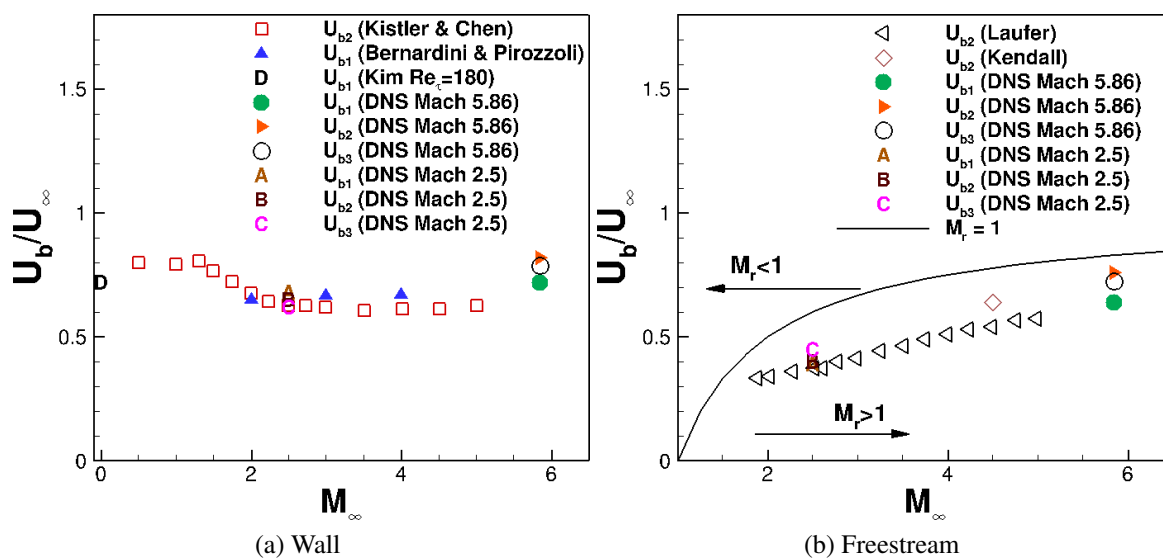 U_b2 (Kistler & Chen)
U_b1 (Bernardini & Pirozzoli)
U_b1 (Kim Re_τ=180)
U_b1 (DNS Mach 5.86)
U_b2 (DNS Mach 5.86)
U_b3 (DNS Mach 5.86)
A U_b1 (DNS Mach 2.5)
B U_b2 (DNS Mach 2.5)
C U_b3 (DNS Mach 2.5)
D
D
A
B
C
1.5
1
0.5
0
U_b/U_∞
0 2 4 6
M_∞
(a) Wall
U_b2 (Laufer)
U_b2 (Kendall)
U_b1 (DNS Mach 5.86)
U_b2 (DNS Mach 5.86)
U_b3 (DNS Mach 5.86)
A U_b1 (DNS Mach 2.5)
B U_b2 (DNS Mach 2.5)
C U_b3 (DNS Mach 2.5)
M_r = 1
M_r<1
C
B
A
M_r>1
1.5
1
0.5
0
U_b/U_∞
2 4 6
M_∞
(b) Freestream